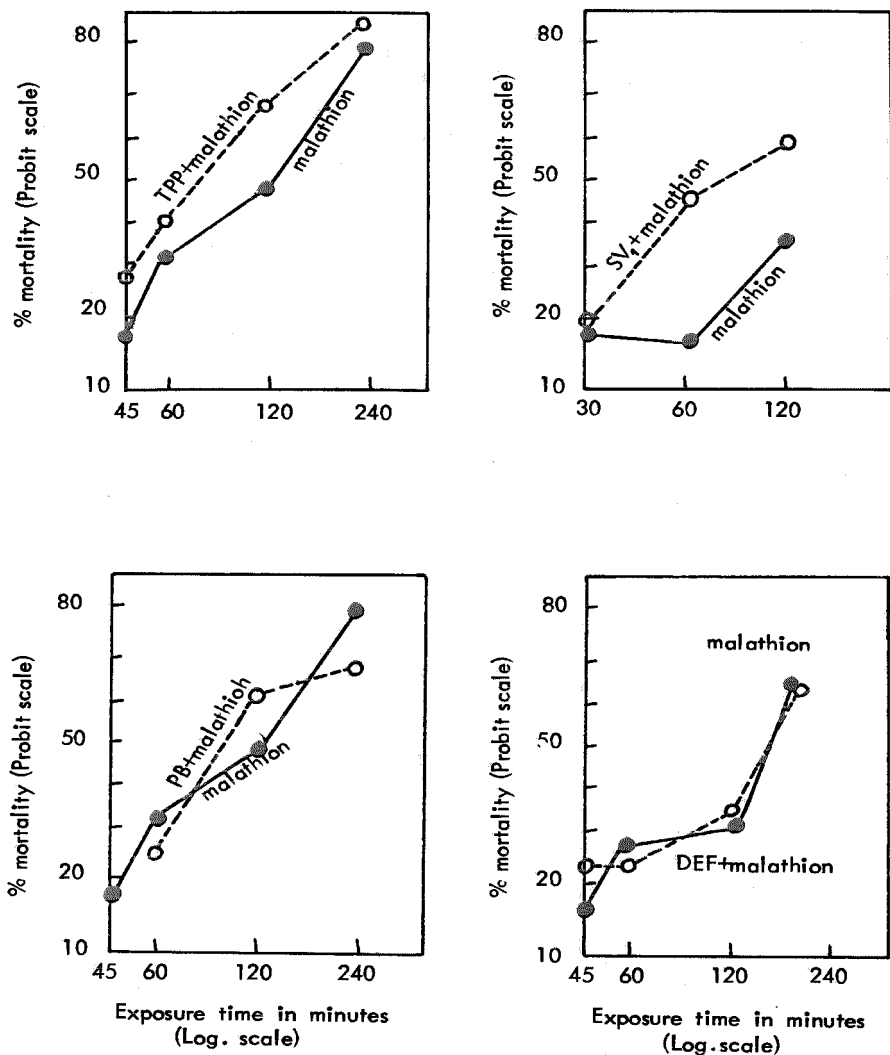 % mortality (Probit scale)
80
50
20
10
TPP+malathion
malathion
45 60 120 240
% mortality (Probit scale)
80
50
20
10
SV1+malathion
malathion
30 60 120
% mortality (Probit scale)
80
50
20
10
PB+malathioh
malathion
45 60 120 240
Exposure time in minutes
(Log. scale)
% mortality (Probit scale)
80
50
20
10
malathion
DEF+malathion
45 60 120 240
Exposure time in minutes
(Log.scale)